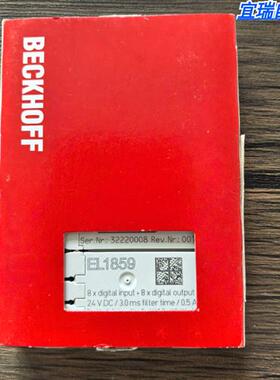 宜瑞
BECKHOFF
Ser.Nr: 32220008 Rev.Nr.: 001
EL1859
8 x digital input + 8 x digital output
24 V DC / 3.0 ms filter time / 0.5 A